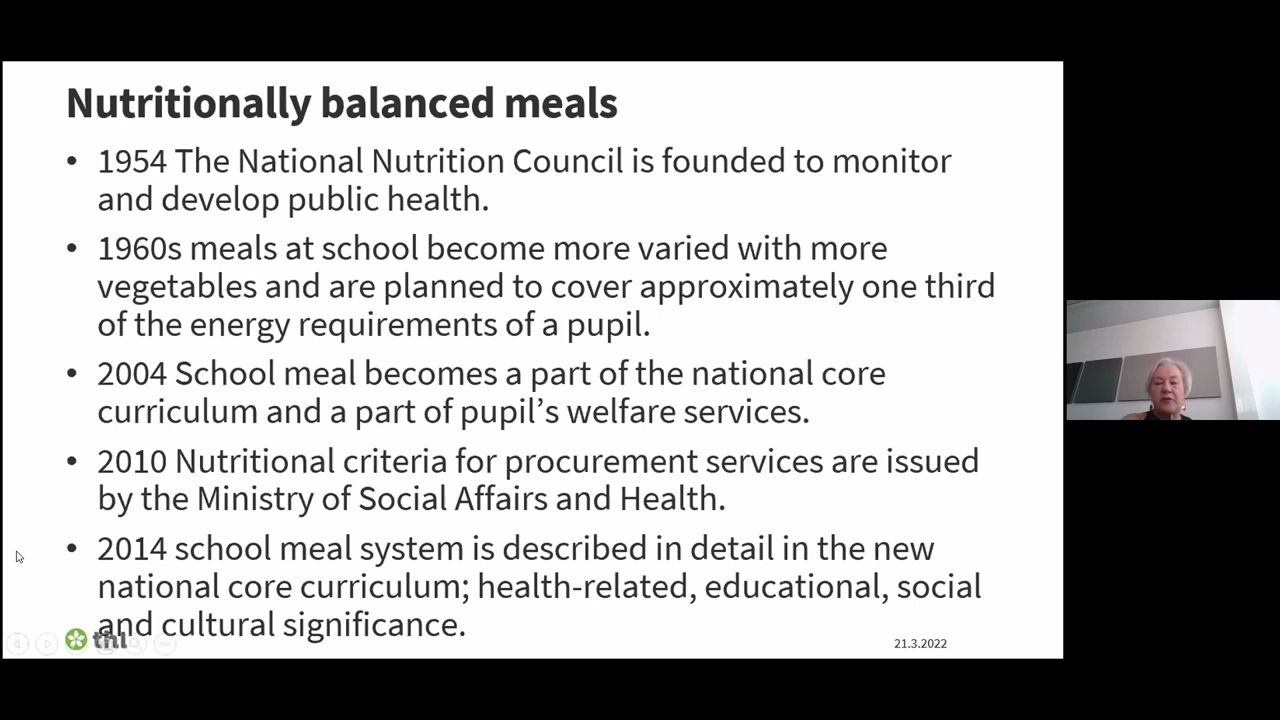 Nutritionally balanced meals
• 1954 The National Nutrition Council is founded to monitor
and develop public health.
• 1960s meals at school become more varied with more
vegetables and are planned to cover approximately one third
of the energy requirements of a pupil.
• 2004 School meal becomes a part of the national core
curriculum and a part of pupil’s welfare services.
• 2010 Nutritional criteria for procurement services are issued
by the Ministry of Social Affairs and Health.
• 2014 school meal system is described in detail in the new
national core curriculum; health-related, educational, social
and cultural significance.
thl
21.3.2022